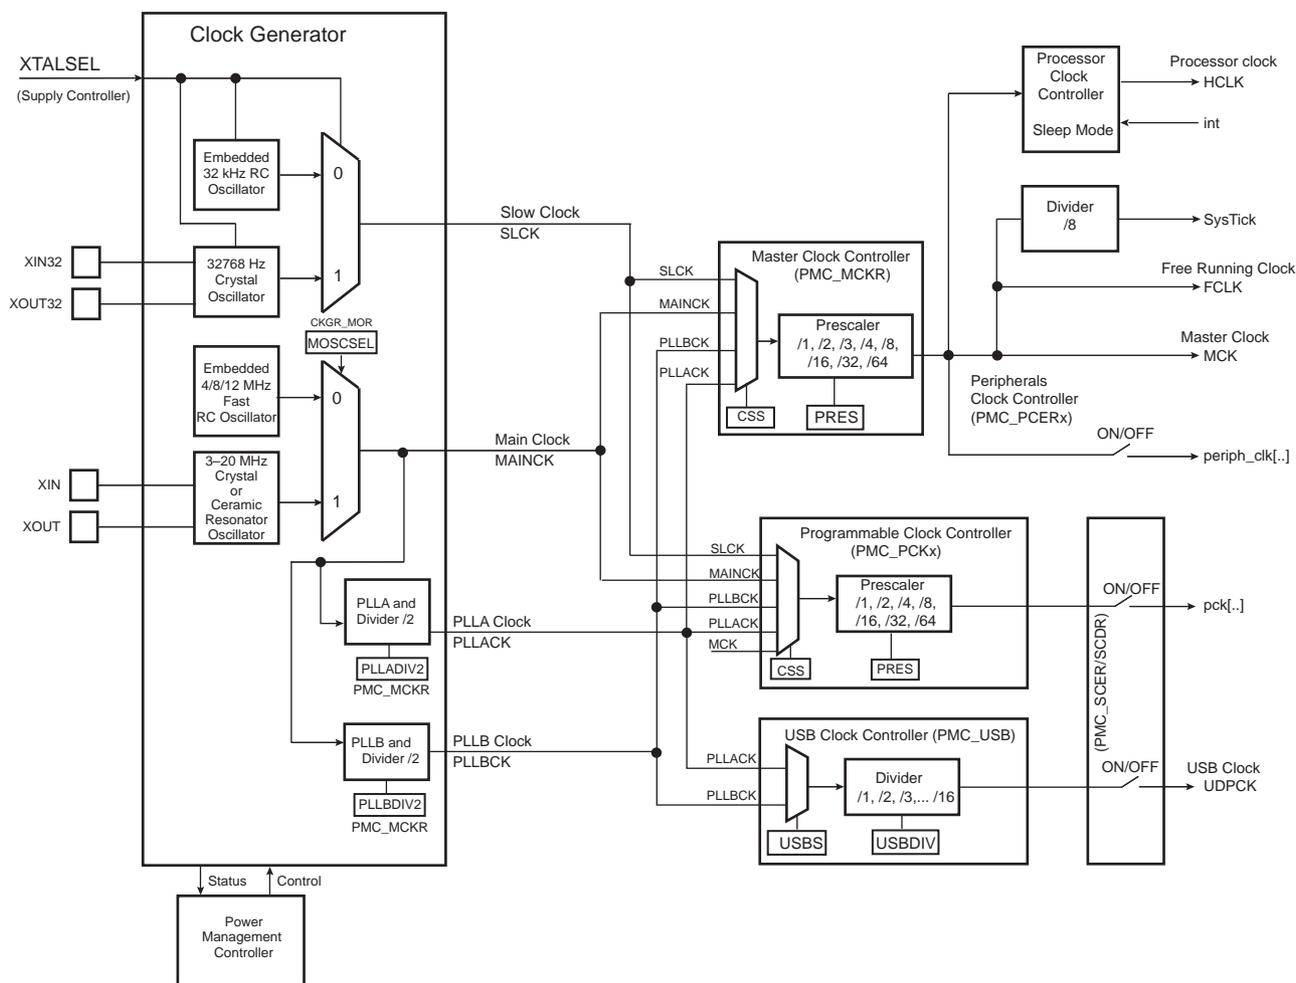 Clock Generator
XTALSEL
(Supply Controller)
Embedded
32 kHz RC
Oscillator
0
XIN32
XOUT32
32768 Hz
Crystal
Oscillator
1
CKGR_MOR
MOSCSEL
Embedded
4/8/12 MHz
Fast
RC Oscillator
0
XIN
XOUT
3–20 MHz
Crystal
or
Ceramic
Resonator
Oscillator
1
PLLA and
Divider /2
PLLADIV2
PMC_MCKR
PLLB and
Divider /2
PLLBDIV2
PMC_MCKR
Status
Control
Power
Management
Controller
Slow Clock
SLCK
Main Clock
MAINCK
PLLA Clock
PLLACK
PLLB Clock
PLLBCK
Master Clock Controller
(PMC_MCKR)
SLCK
MAINCK
PLLBCK
PLLACK
Prescaler
/1, /2, /3, /4, /8,
/16, /32, /64
CSS
PRES
Processor
Clock
Controller
Sleep Mode
Processor clock
HCLK
int
Divider
/8
SysTick
Free Running Clock
FCLK
Master Clock
MCK
Peripherals
Clock Controller
(PMC_PCERx)
ON/OFF
periph_clk[..]
Programmable Clock Controller
(PMC_PCKx)
SLCK
MAINCK
PLLBCK
PLLACK
MCK
Prescaler
/1, /2, /4, /8,
/16, /32, /64
CSS
PRES
ON/OFF
pck[..]
(PMC_SCER/SCDR)
USB Clock Controller (PMC_USB)
PLLACK
PLLBCK
Divider
/1, /2, /3,... /16
USBS
USBDIV
ON/OFF
USB Clock
UDPCK